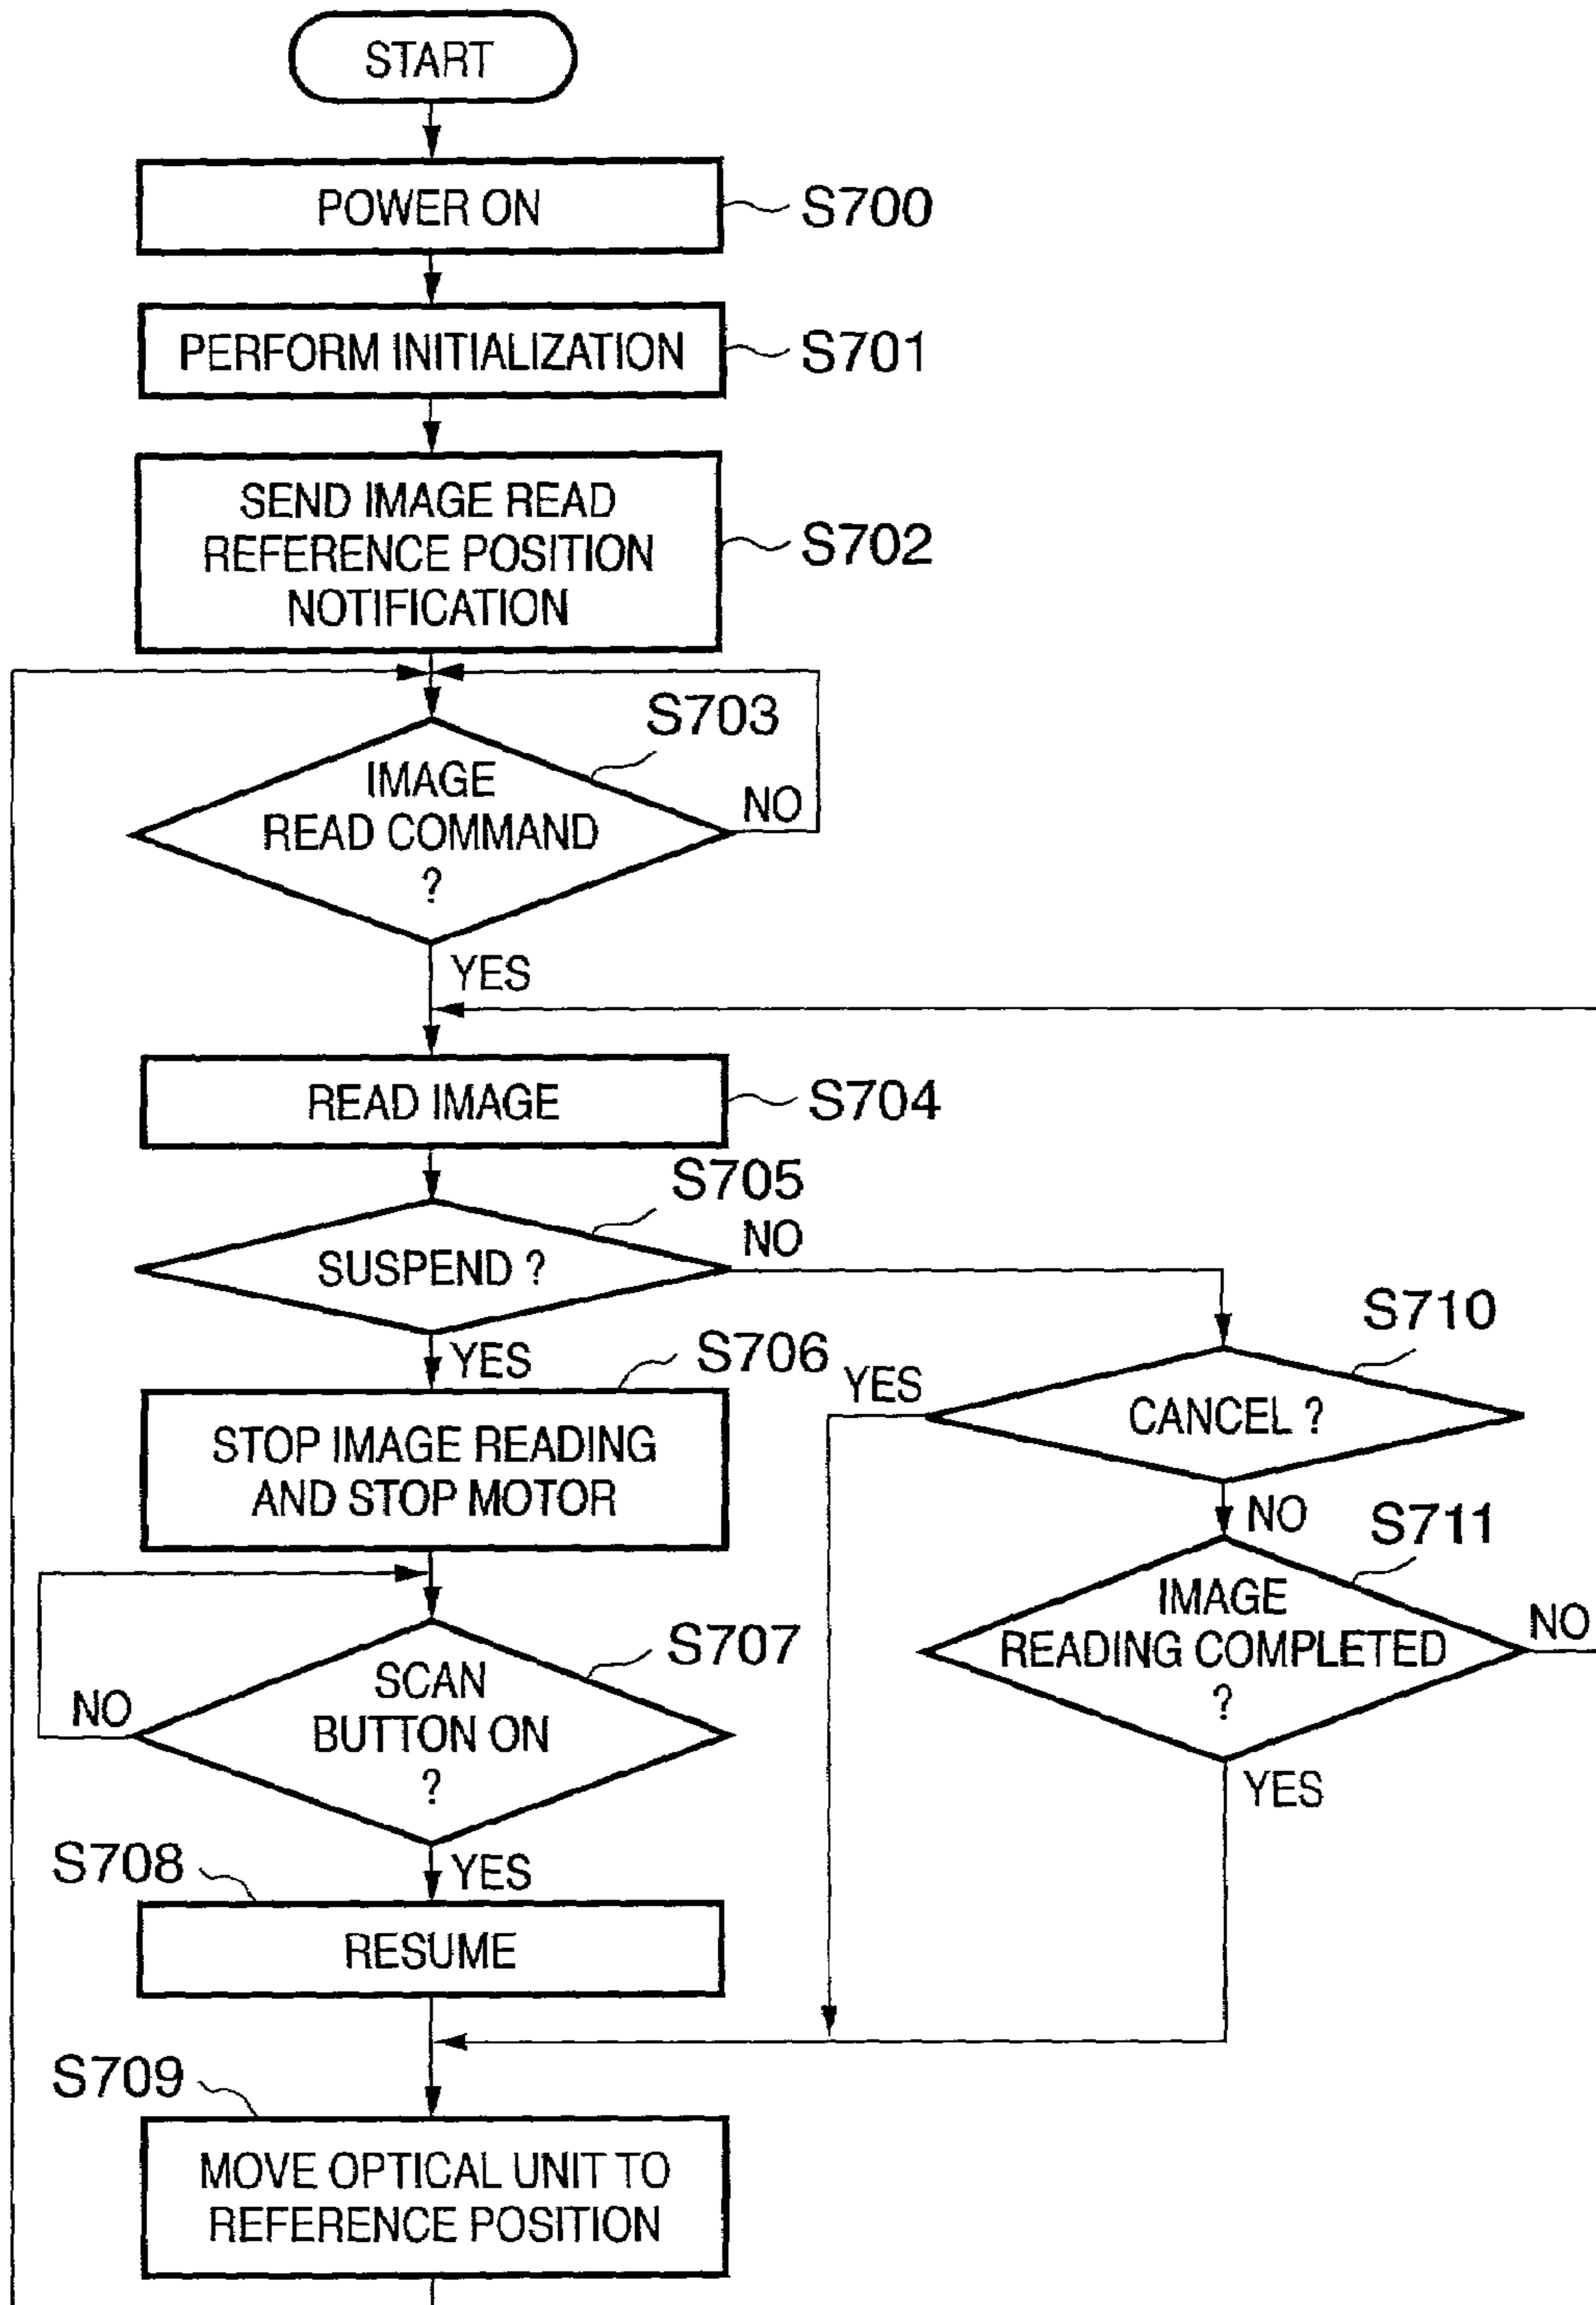 START
POWER ON
S700
PERFORM INITIALIZATION
S701
SEND IMAGE READ
REFERENCE POSITION
NOTIFICATION
S702
S703
IMAGE
READ COMMAND
?
NO
YES
READ IMAGE
S704
S705
SUSPEND ?
NO
YES
S706
STOP IMAGE READING
AND STOP MOTOR
S710
CANCEL ?
YES
NO
S711
IMAGE
READING COMPLETED
?
NO
YES
S707
SCAN
BUTTON ON
?
NO
YES
S708
RESUME
S709
MOVE OPTICAL UNIT TO
REFERENCE POSITION